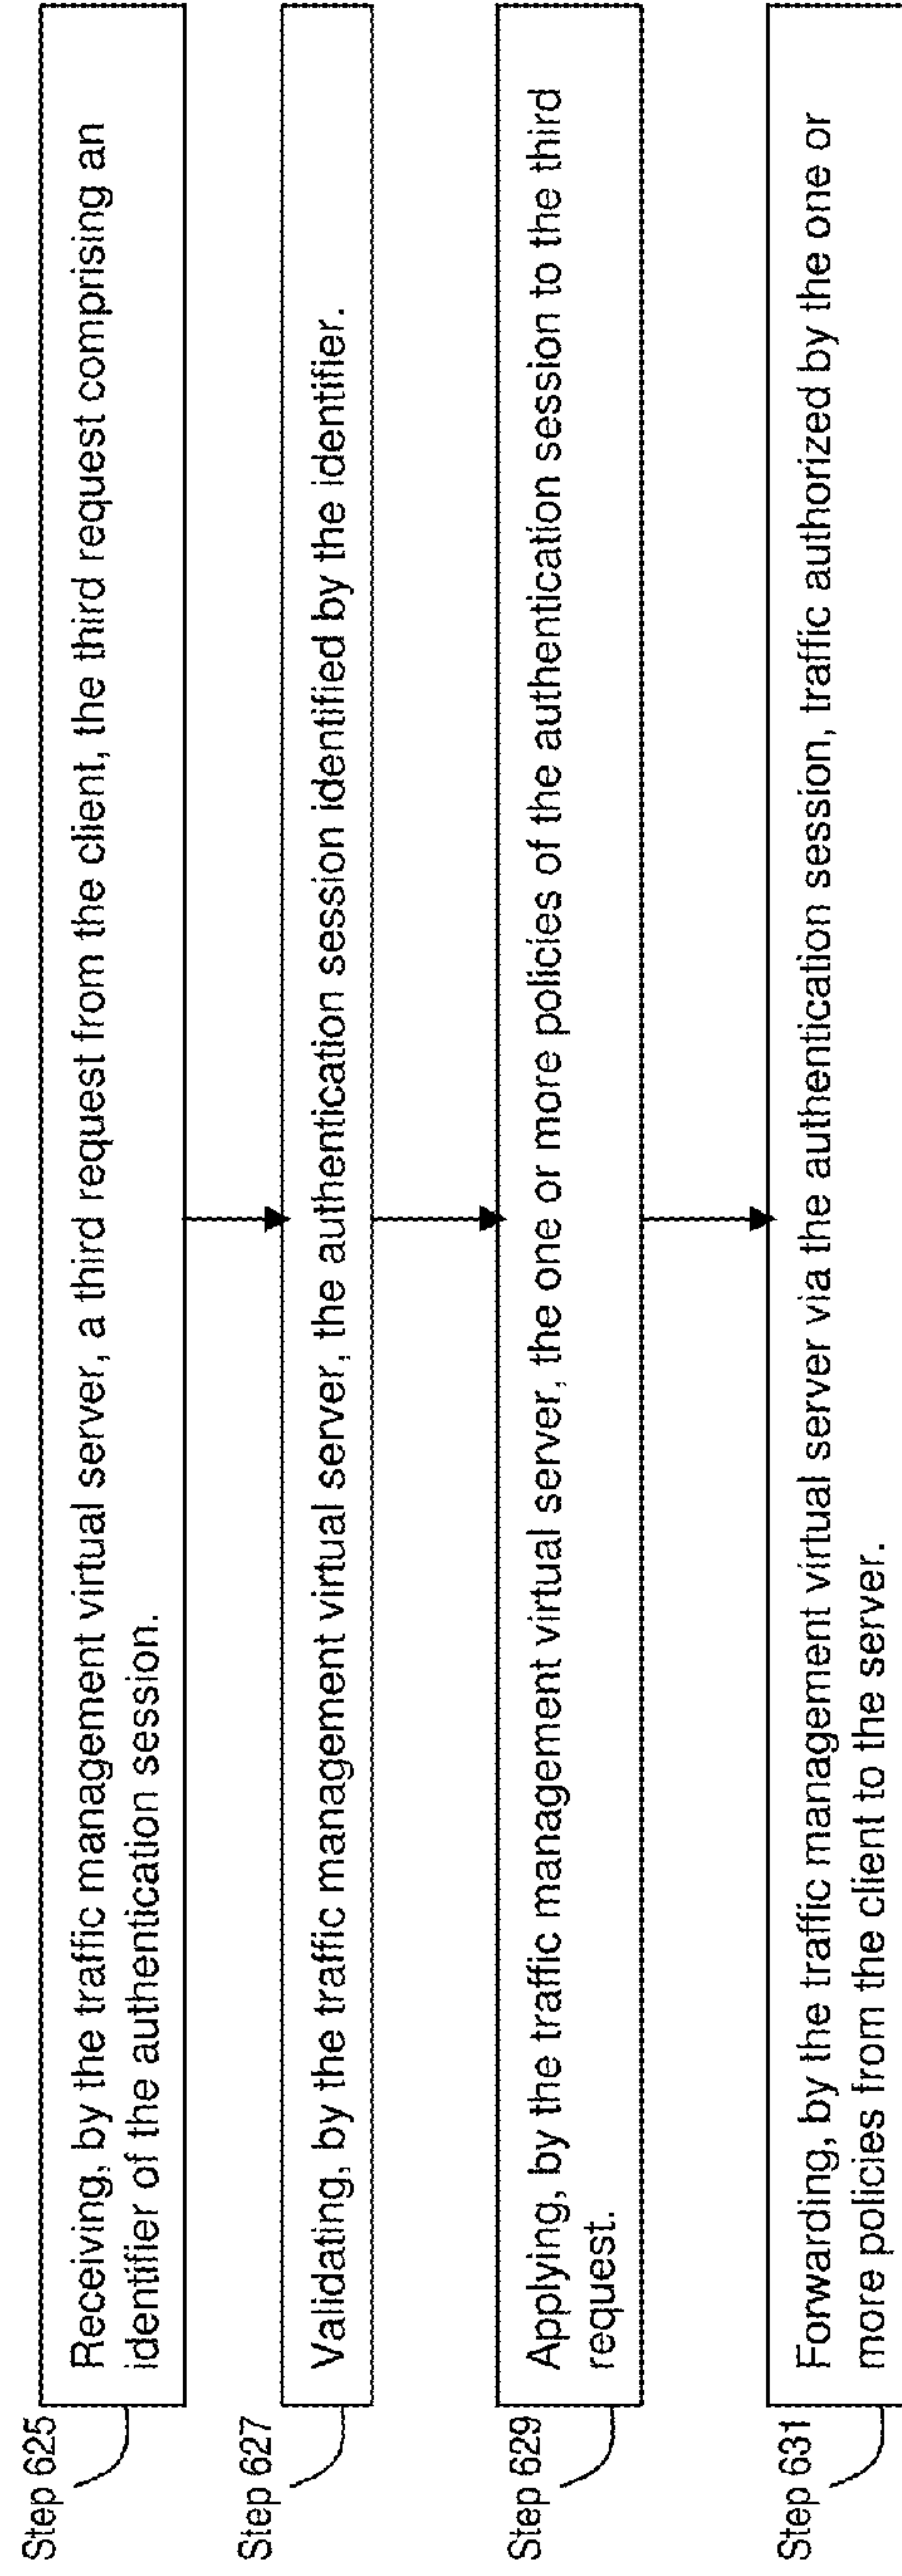 Step 625
Receiving, by the traffic management virtual server, a third request from the client, the third request comprising an
identifier of the authentication session.
Step 627
Validating, by the traffic management virtual server, the authentication session identified by the identifier.
Step 629
Applying, by the traffic management virtual server, the one or more policies of the authentication session to the third
request.
Step 631
Forwarding, by the traffic management virtual server via the authentication session, traffic authorized by the one or
more policies from the client to the server.